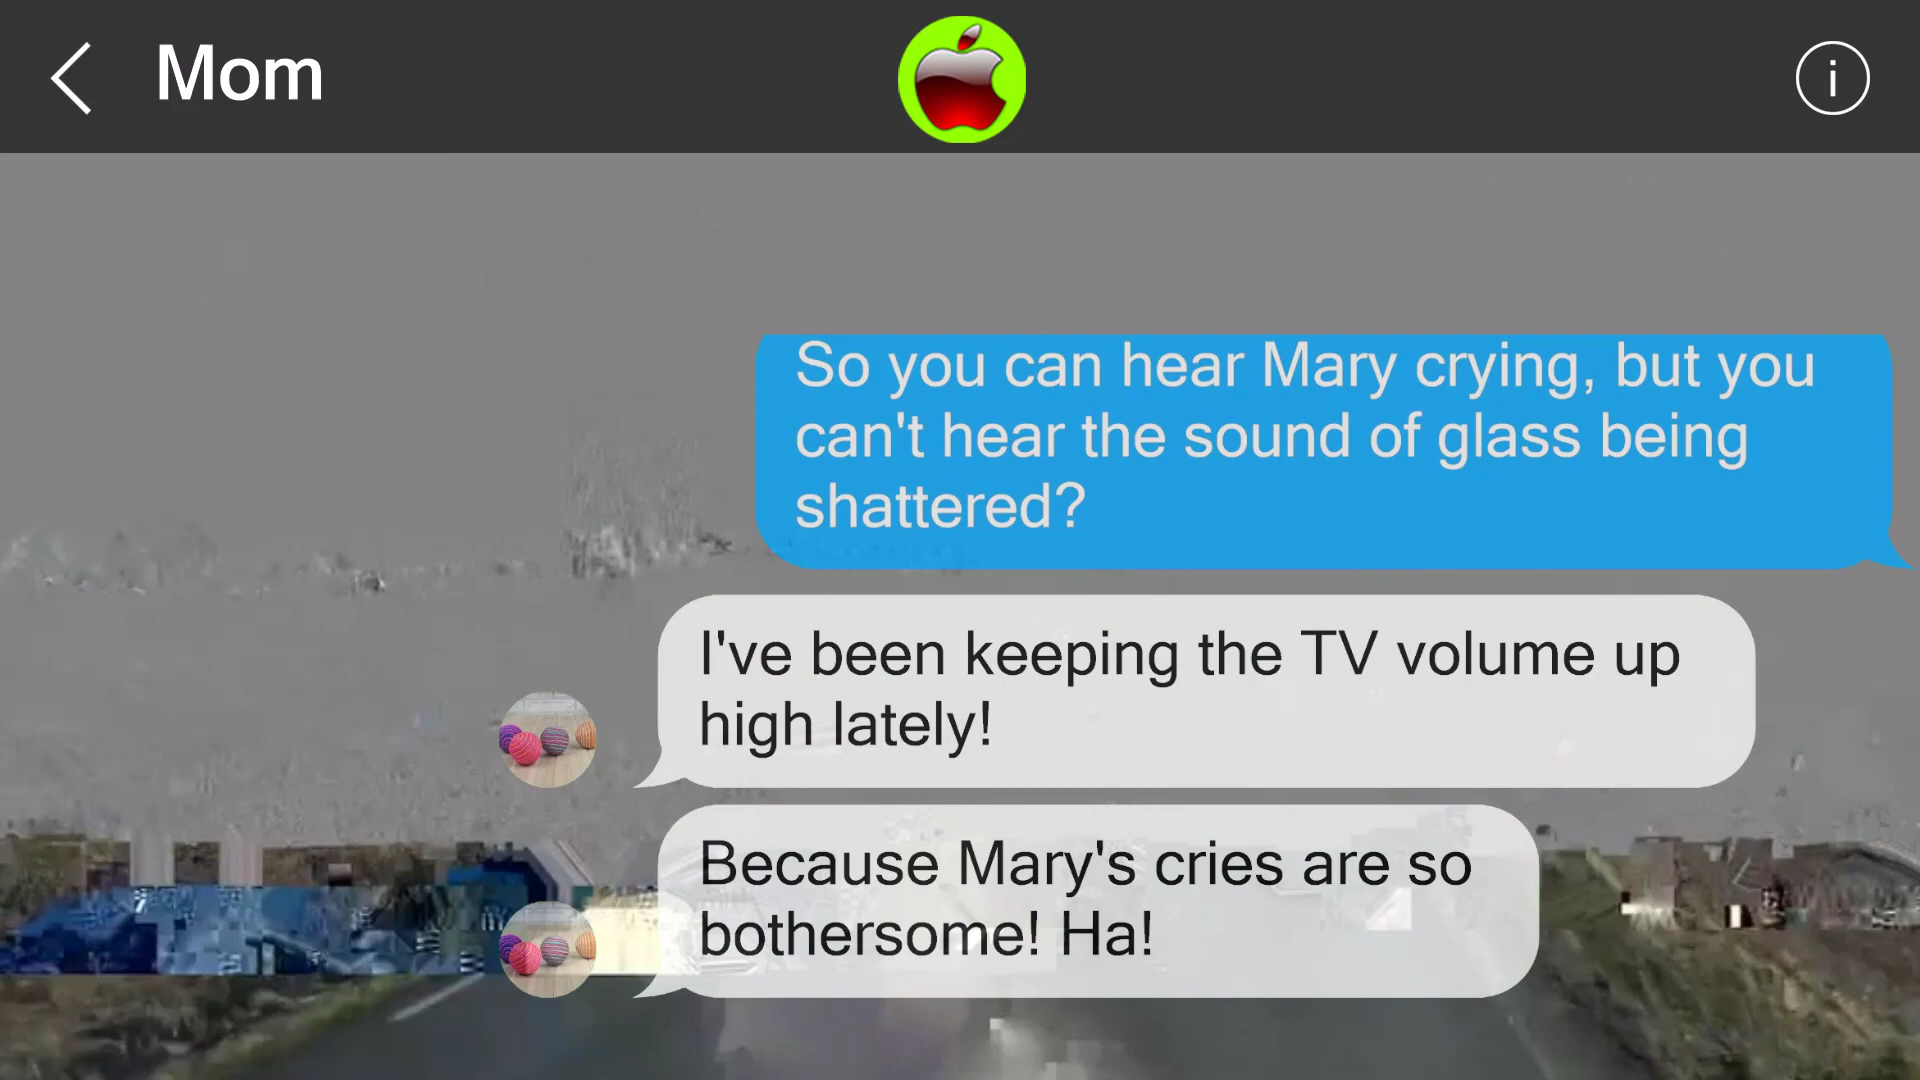 Mom
i
So you can hear Mary crying, but you
can't hear the sound of glass being
shattered?
I've been keeping the TV volume up
high lately!
Because Mary's cries are so
bothersome! Ha!